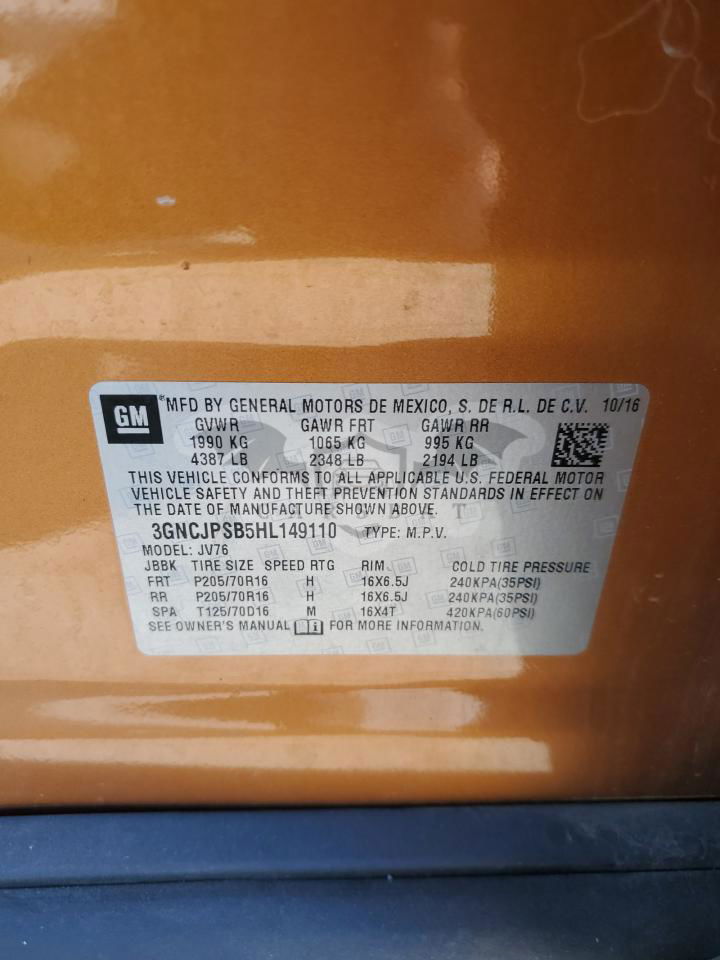 GM ®MFD BY GENERAL MOTORS DE MEXICO, S. DE R.L. DE C.V. 10/16
GVWR GAWR FRT GAWR RR
1990 KG 1065 KG 995 KG
4387 LB 2348 LB 2194 LB
THIS VEHICLE CONFORMS TO ALL APPLICABLE U.S. FEDERAL MOTOR
VEHICLE SAFETY AND THEFT PREVENTION STANDARDS IN EFFECT ON
THE DATE OF MANUFACTURE SHOWN ABOVE.
3GNCJPSB5HL149110 TYPE: M.P.V.
MODEL: JV76
JBBK TIRE SIZE SPEED RTG RIM COLD TIRE PRESSURE
FRT P205/70R16 H 16X6.5J 240KPA(35PSI)
RR P205/70R16 H 16X6.5J 240KPA(35PSI)
SPA T125/70D16 M 16X4T 420KPA(60PSI)
SEE OWNER'S MANUAL i FOR MORE INFORMATION.